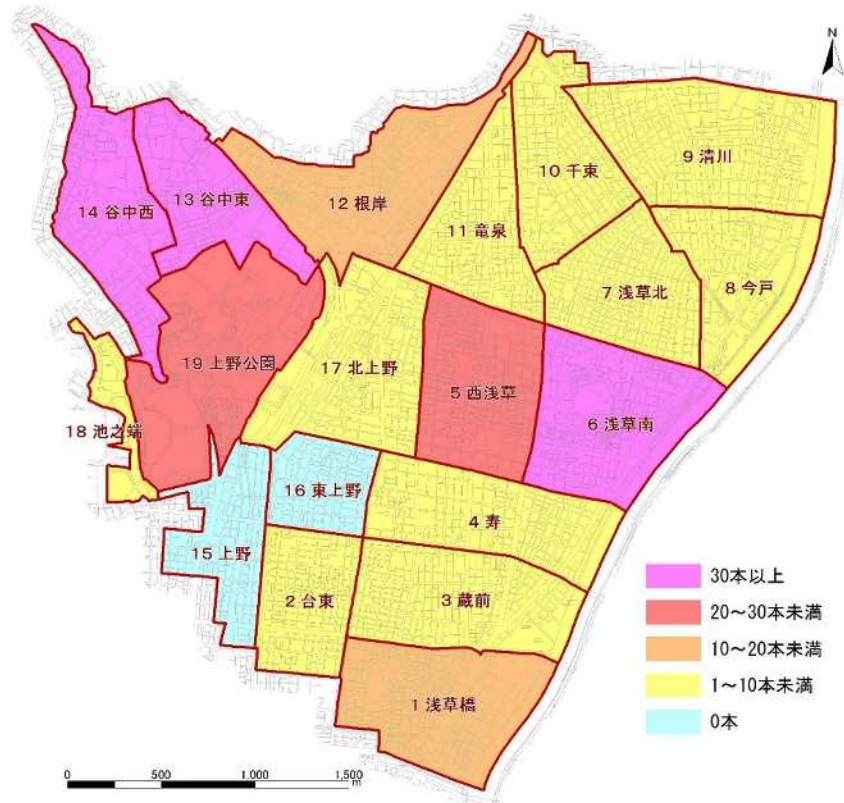 N
9 清川
10 千束
13 谷中東
12 根岸
14 谷中西
11 竜泉
7 浅草北
8 今戸
19 上野公園
17 北上野
5 西浅草
6 浅草南
18 池之端
16 東上野
4 寿
15 上野
2 台東
3 蔵前
1 浅草橋
30本以上
20～30本未満
10～20本未満
1～10本未満
0本
0 500 1,000 1,500
m